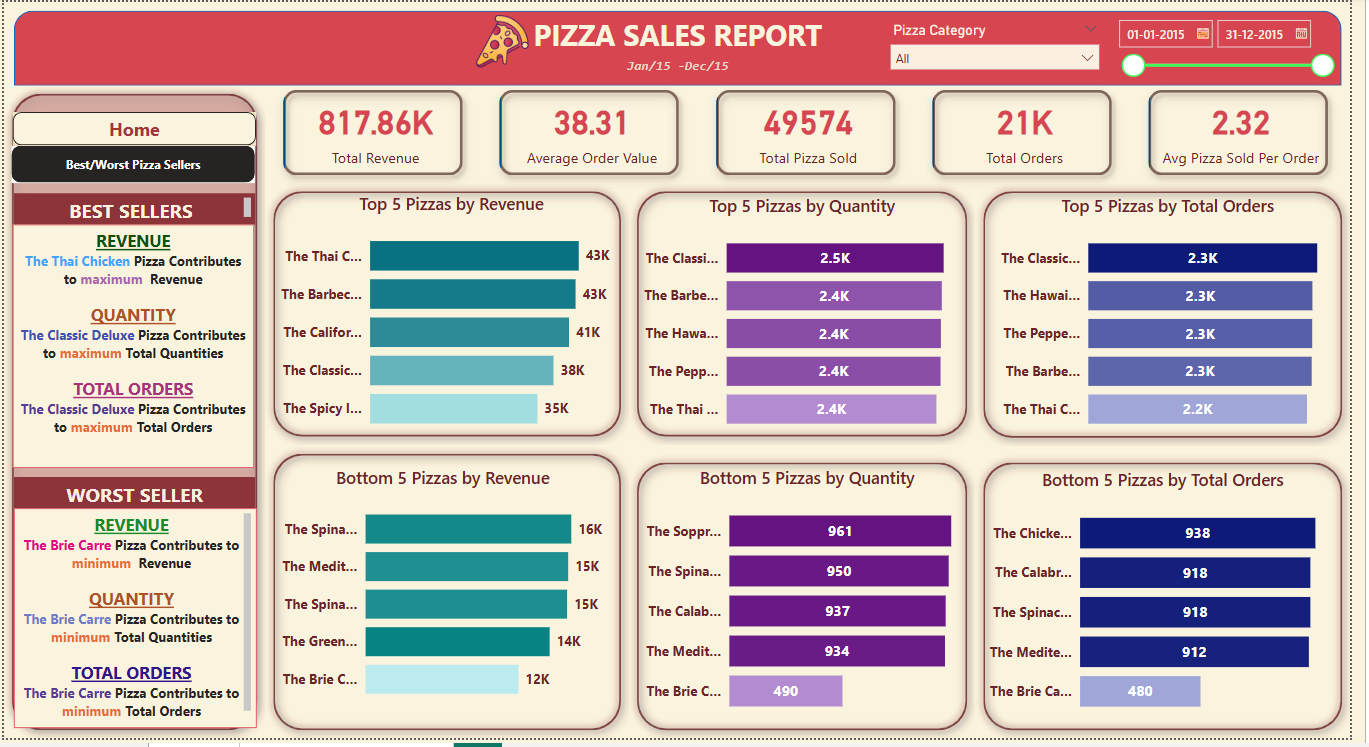 PIZZA SALES REPORT
Jan/15 -Dec/15
Pizza Category
All
01-01-2015
31-12-2015
Home
Best/Worst Pizza Sellers
817.86K
Total Revenue
38.31
Average Order Value
49574
Total Pizza Sold
21K
Total Orders
2.32
Avg Pizza Sold Per Order
BEST SELLERS
REVENUE
The Thai Chicken Pizza Contributes
to maximum Revenue
QUANTITY
The Classic Deluxe Pizza Contributes
to maximum Total Quantities
TOTAL ORDERS
The Classic Deluxe Pizza Contributes
to maximum Total Orders
WORST SELLER
REVENUE
The Brie Carre Pizza Contributes to
minimum Revenue
QUANTITY
The Brie Carre Pizza Contributes to
minimum Total Quantities
TOTAL ORDERS
The Brie Carre Pizza Contributes to
minimum Total Orders
Top 5 Pizzas by Revenue
The Thai C... 43K
The Barbec... 43K
The Califor... 41K
The Classic... 38K
The Spicy I... 35K
Top 5 Pizzas by Quantity
The Classi... 2.5K
The Barbe... 2.4K
The Hawa... 2.4K
The Pepp... 2.4K
The Thai ... 2.4K
Top 5 Pizzas by Total Orders
The Classic... 2.3K
The Hawai... 2.3K
The Peppe... 2.3K
The Barbe... 2.3K
The Thai C... 2.2K
Bottom 5 Pizzas by Revenue
The Spina... 16K
The Medit... 15K
The Spina... 15K
The Green... 14K
The Brie C... 12K
Bottom 5 Pizzas by Quantity
The Soppr... 961
The Spina... 950
The Calab... 937
The Medit... 934
The Brie C... 490
Bottom 5 Pizzas by Total Orders
The Chicke... 938
The Calabr... 918
The Spinac... 918
The Medite... 912
The Brie Ca... 480